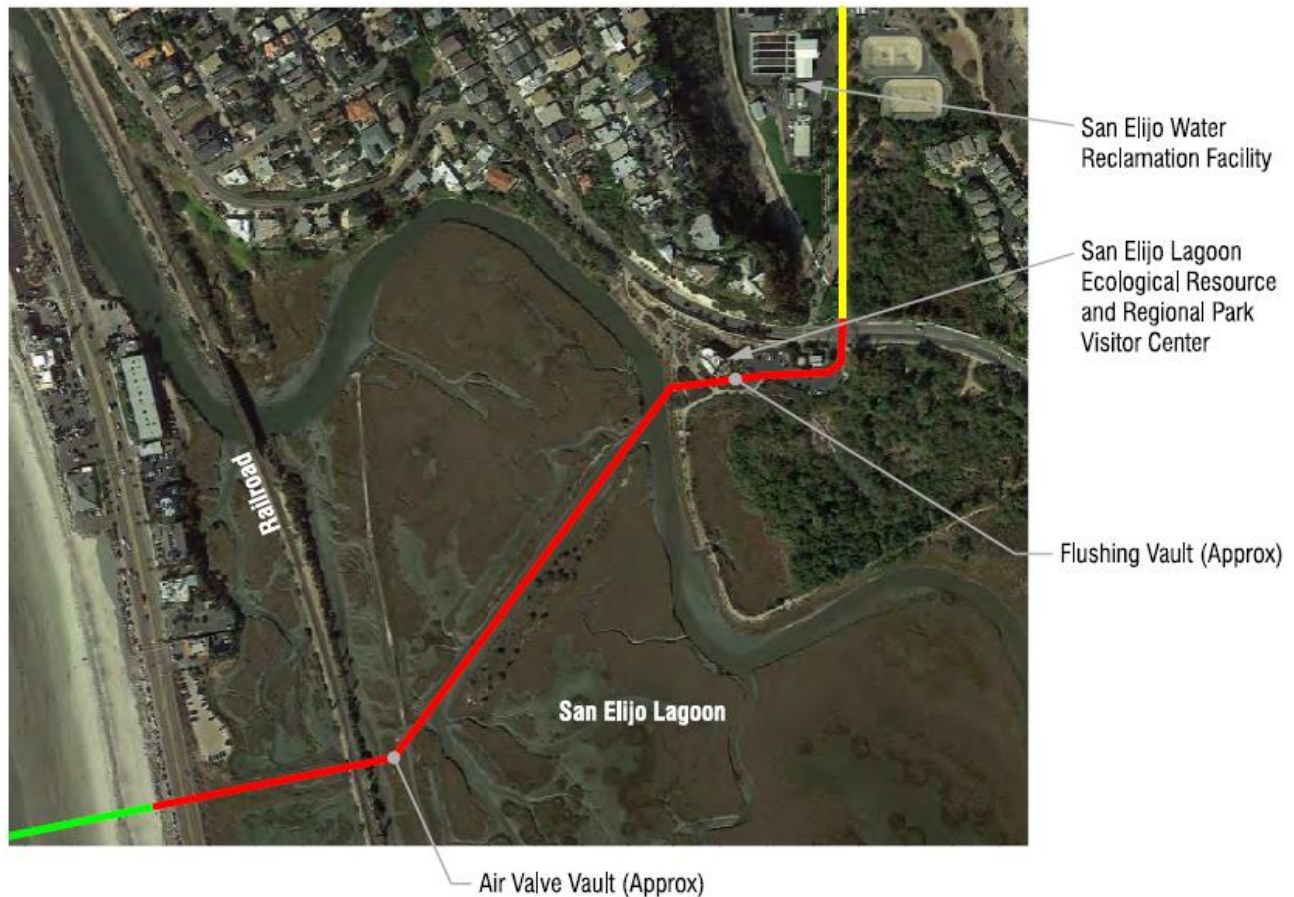 San Elijo Water
Reclamation Facility
San Elijo Lagoon
Ecological Resource
and Regional Park
Visitor Center
Railroad
Flushing Vault (Approx)
San Elijo Lagoon
Air Valve Vault (Approx)